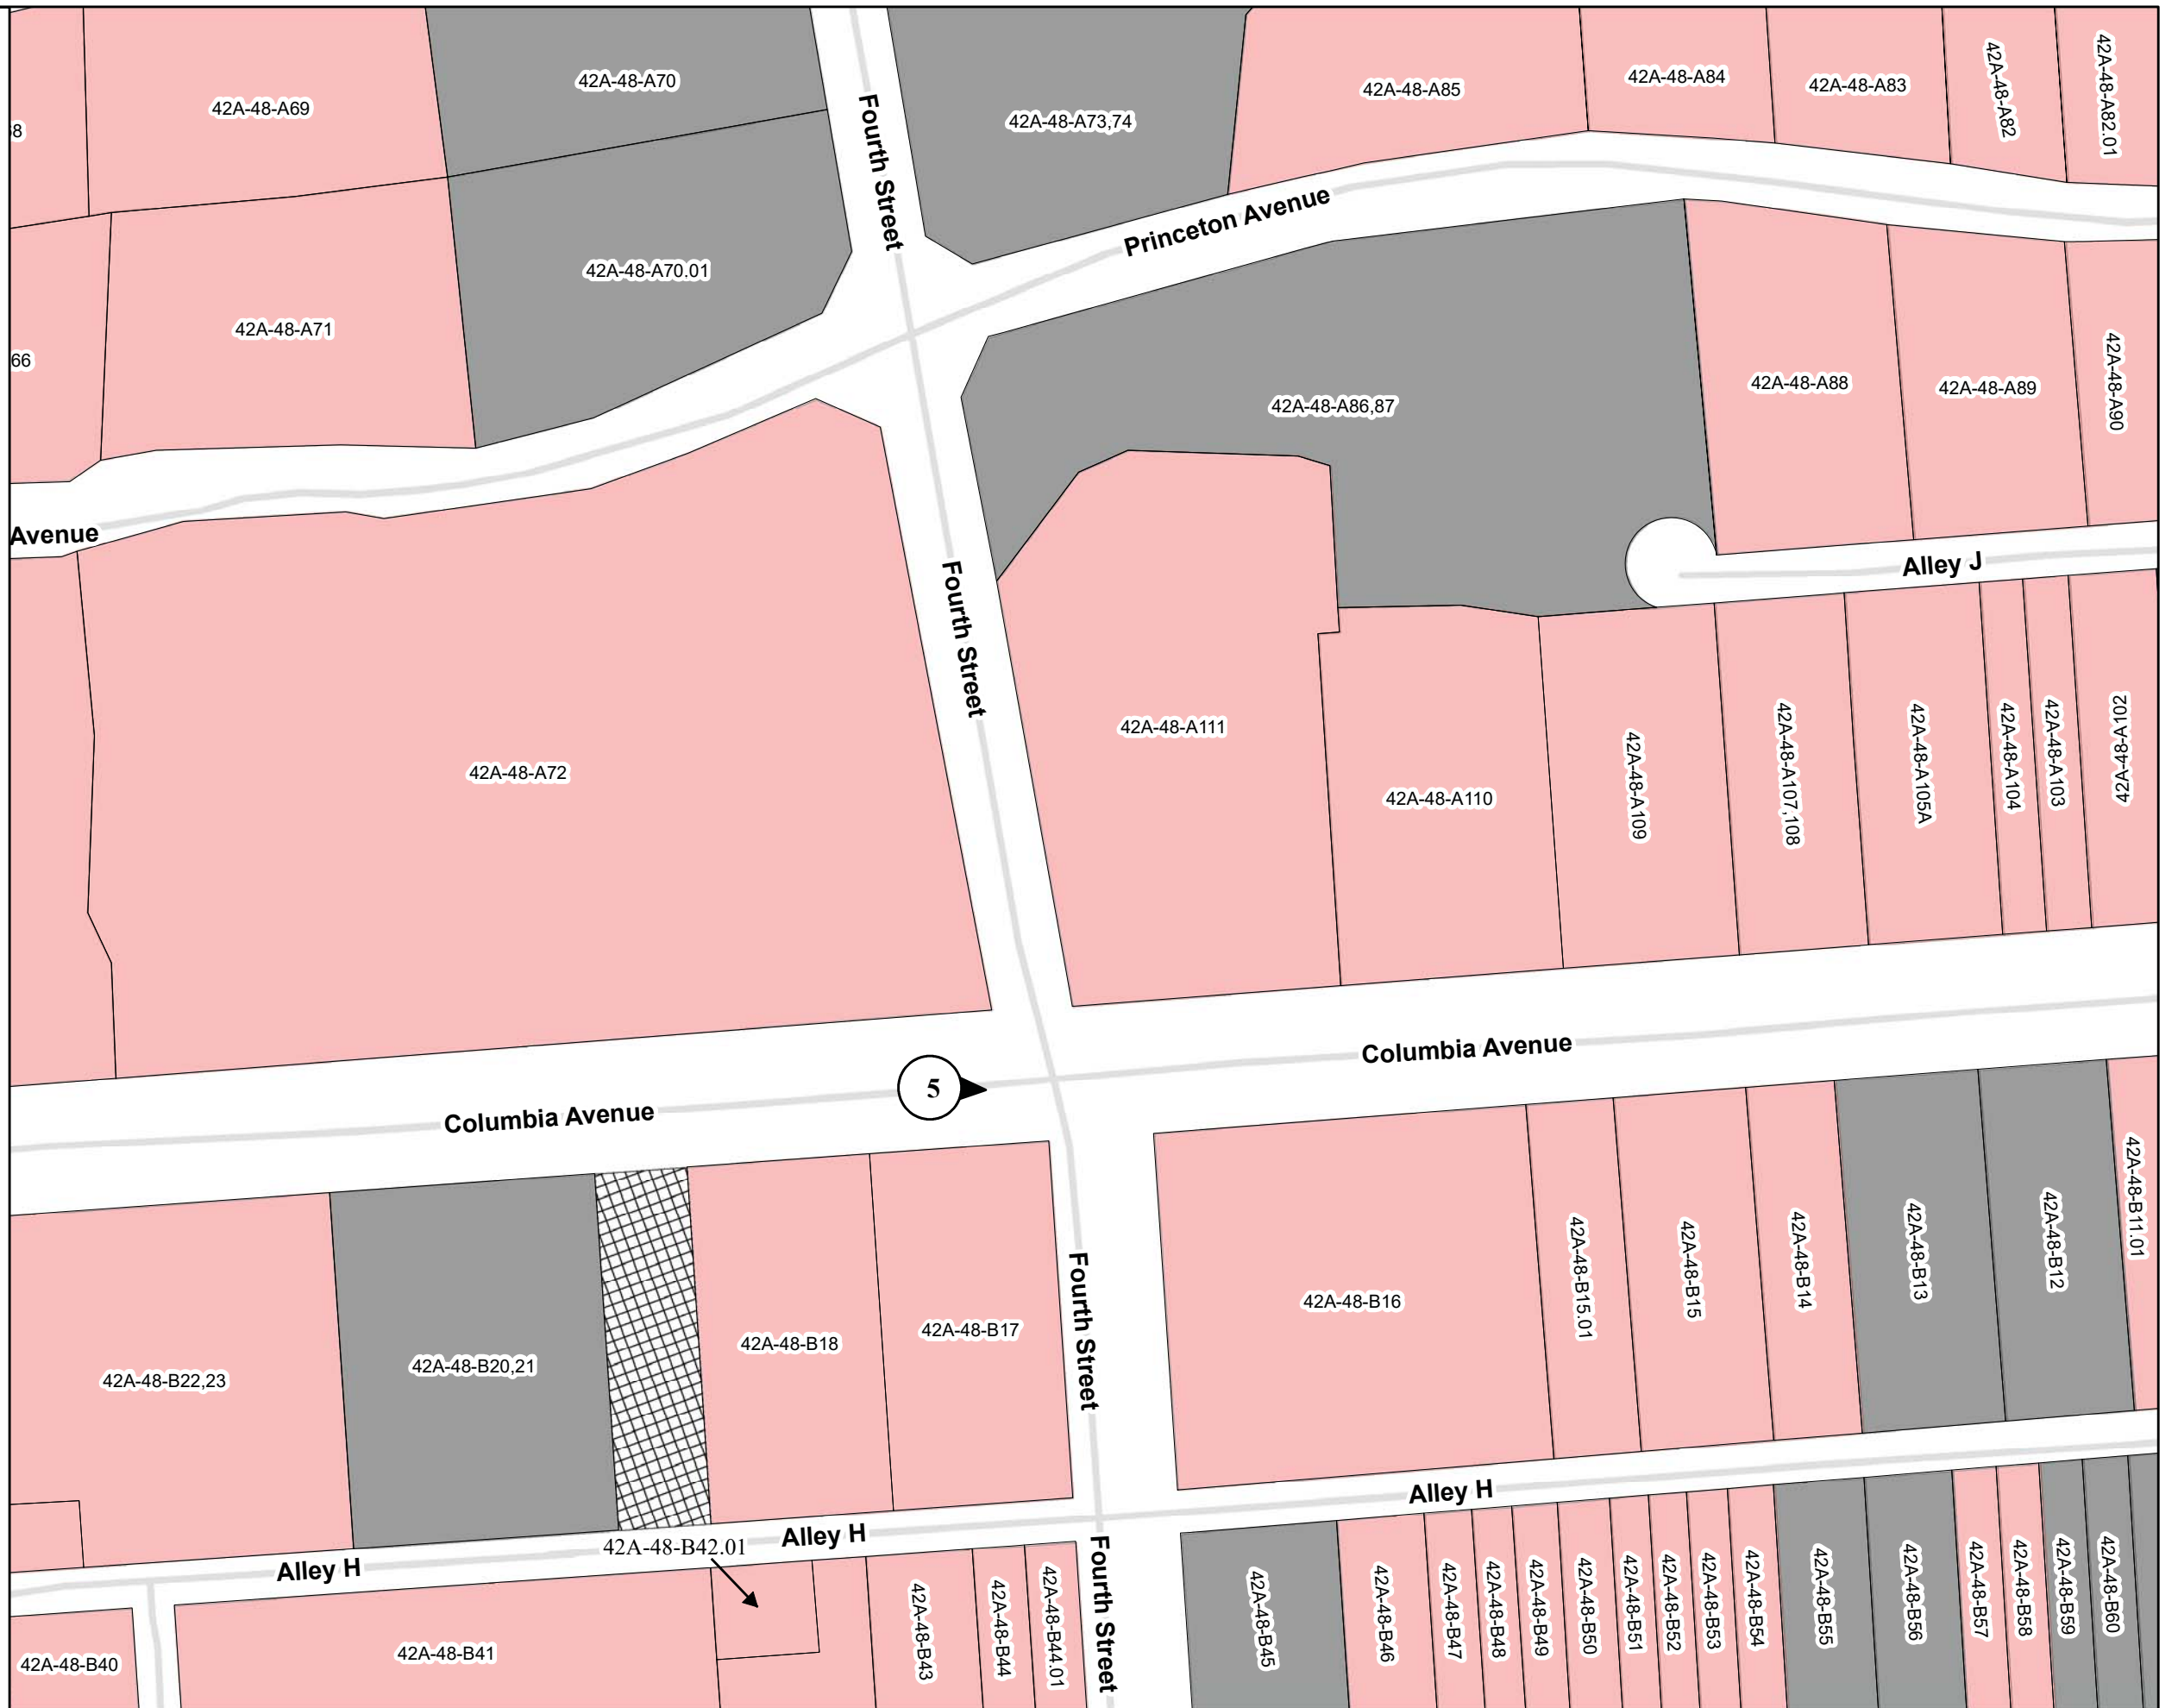 42A-48-A69
42A-48-A70
42A-48-A73,74
42A-48-A85
42A-48-A84
42A-48-A83
42A-48-A82
42A-48-A82.01
Fourth Street
Princeton Avenue
42A-48-A70.01
42A-48-A71
66
42A-48-A86,87
42A-48-A88
42A-48-A89
42A-48-A90
Avenue
Alley J
Fourth Street
42A-48-A72
42A-48-A111
42A-48-A110
42A-48-A109
42A-48-A107,108
42A-48-A105A
42A-48-A104
42A-48-A103
42A-48-A102
Columbia Avenue
5
Columbia Avenue
42A-48-B22,23
42A-48-B20,21
42A-48-B18
42A-48-B17
Fourth Street
42A-48-B16
42A-48-B15.01
42A-48-B15
42A-48-B14
42A-48-B13
42A-48-B12
42A-48-B11.01
Alley H
Alley H
Alley H
42A-48-B42.01
42A-48-B40
42A-48-B41
42A-48-B43
42A-48-B44
42A-48-B44.01
Fourth Street
42A-48-B45
42A-48-B46
42A-48-B47
42A-48-B48
42A-48-B49
42A-48-B50
42A-48-B51
42A-48-B52
42A-48-B53
42A-48-B54
42A-48-B55
42A-48-B56
42A-48-B57
42A-48-B58
42A-48-B59
42A-48-B60